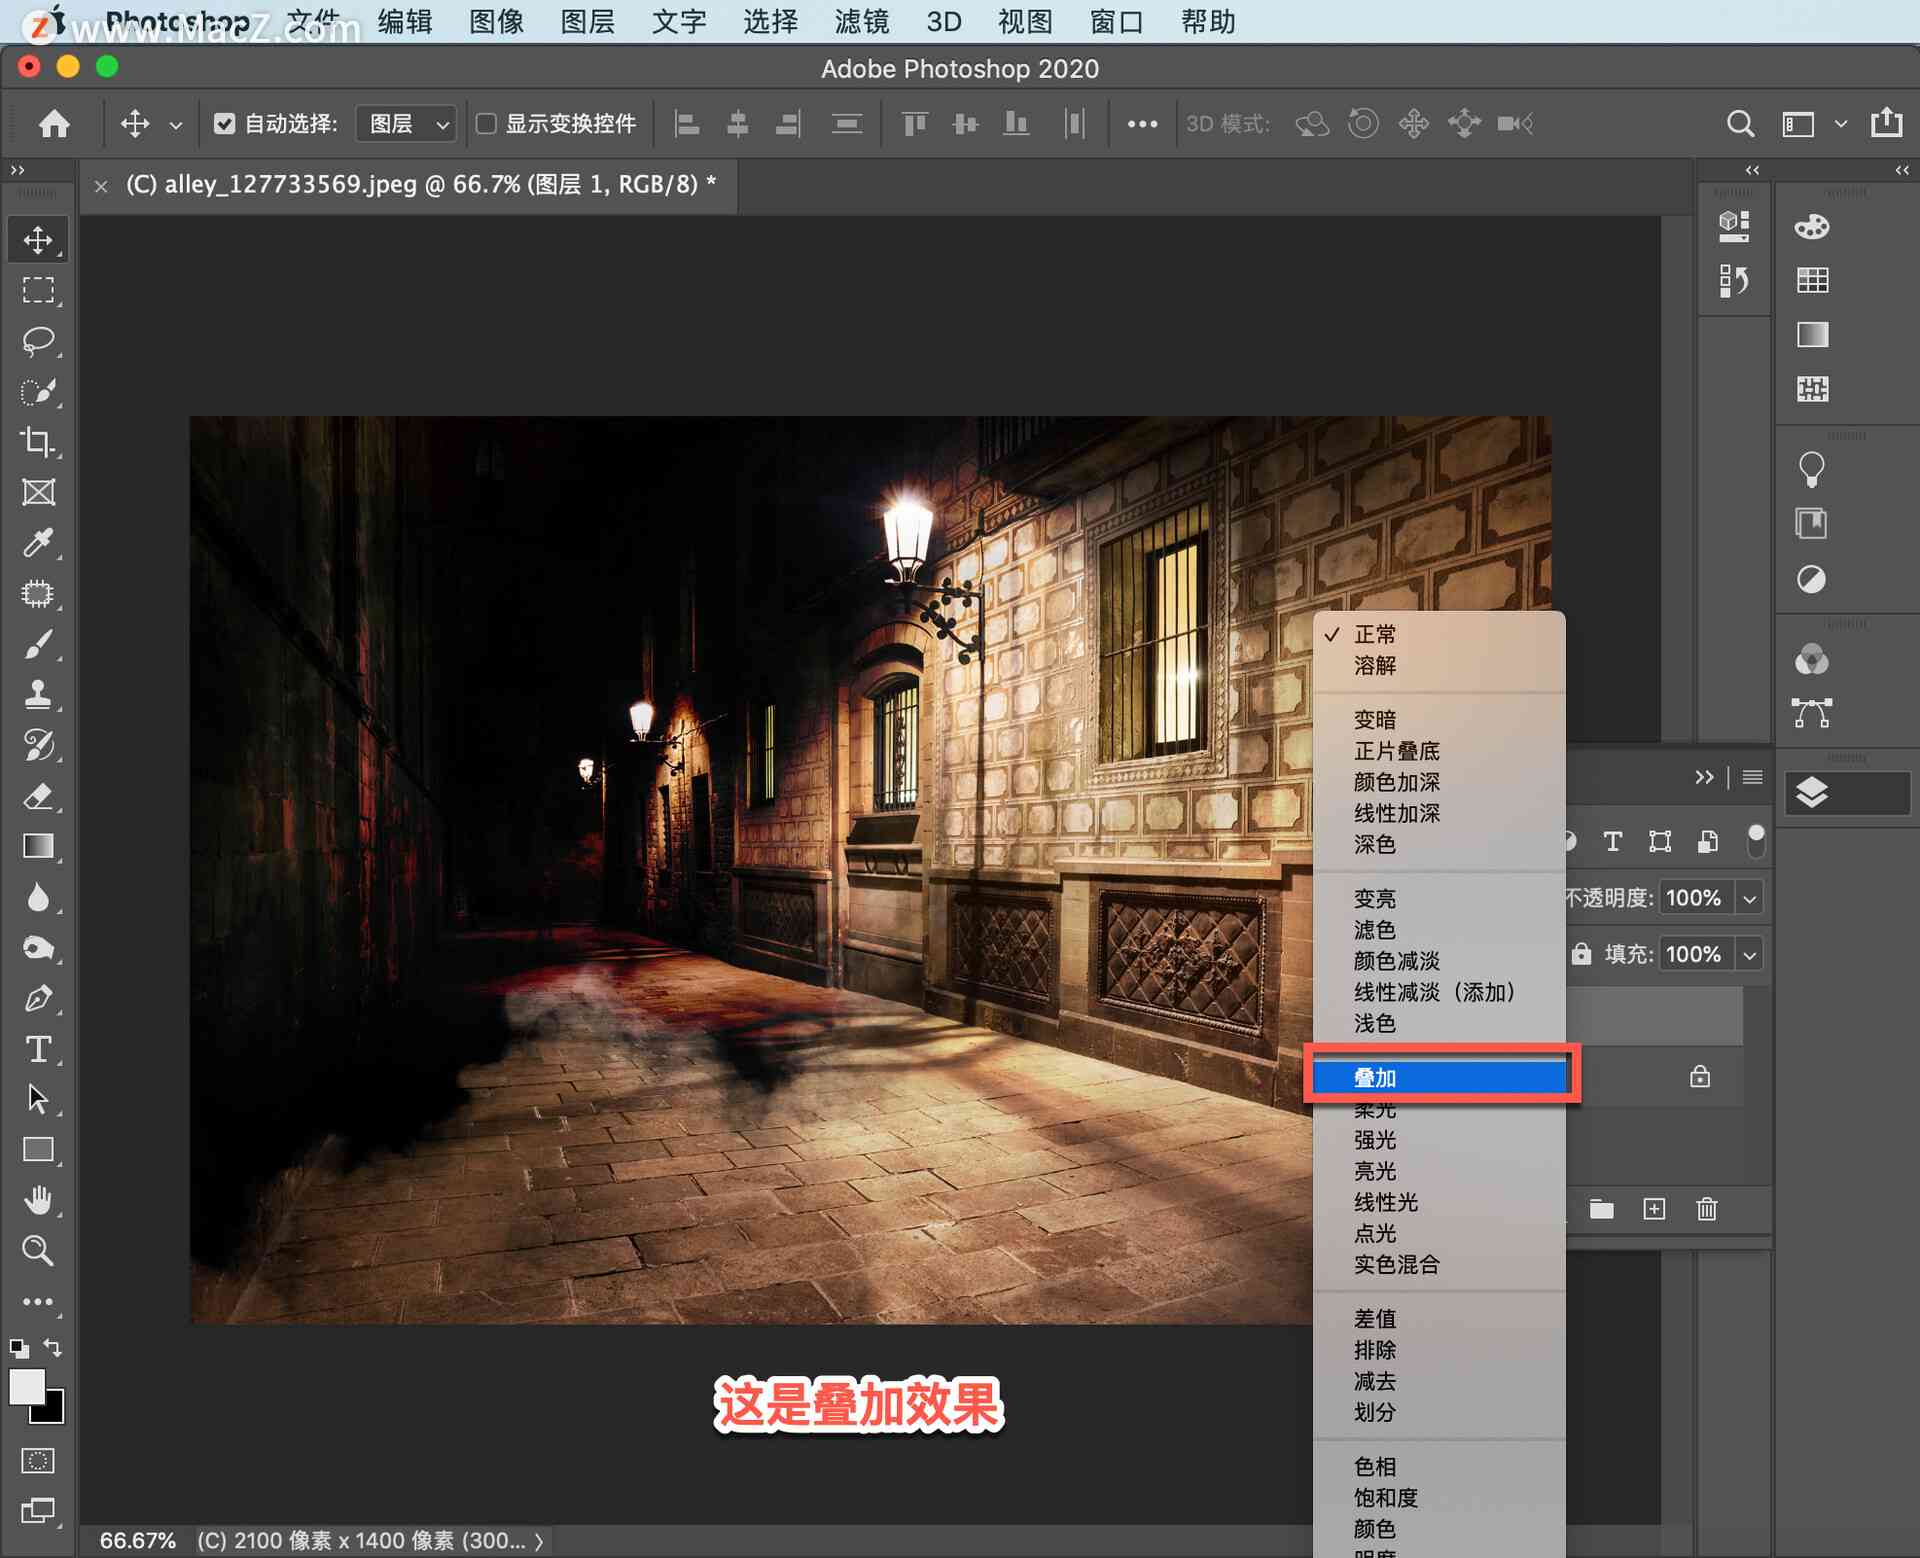 Photoshop 文件 编辑 图像 图层 文字 选择 滤镜 3D 视图 窗口 帮助
www.MacZ.com
Adobe Photoshop 2020
自动选择: 图层 显示变换控件 3D 模式:
(C) alley_127733569.jpeg @ 66.7% (图层 1, RGB/8) *
正常
溶解
变暗
正片叠底
颜色加深
线性加深
深色
变亮
滤色
颜色减淡
线性减淡（添加）
浅色
叠加
柔光
强光
亮光
线性光
点光
实色混合
差值
排除
减去
划分
色相
饱和度
颜色
明度
不透明度: 100%
填充: 100%
这是叠加效果
66.67% (C) 2100 像素 x 1400 像素 (300...